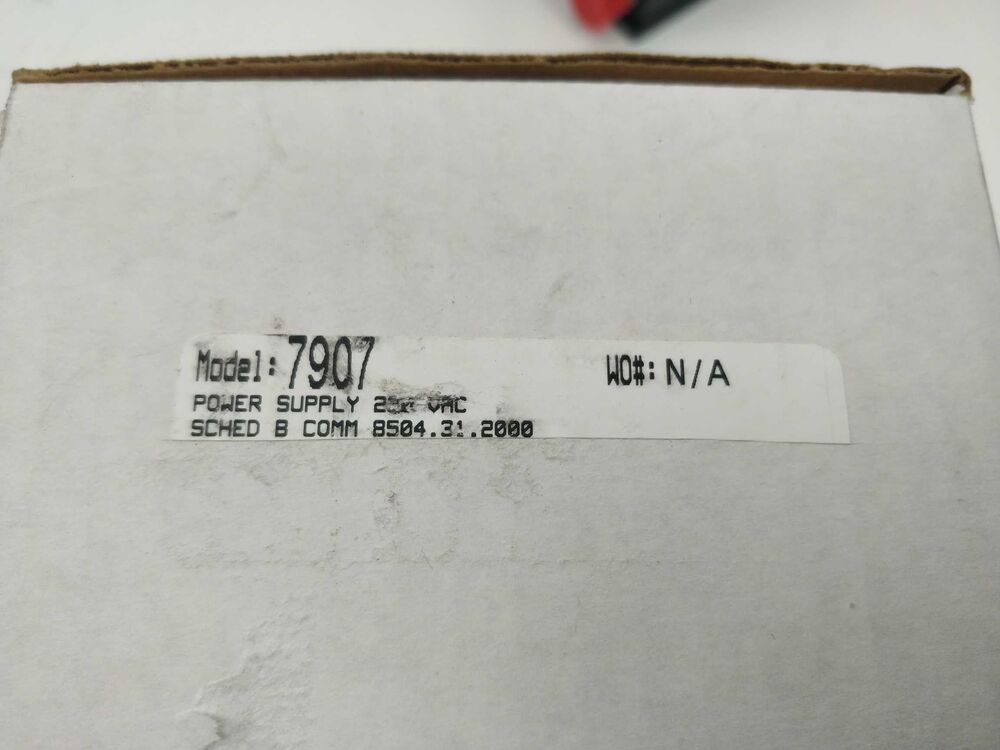 Model: 7907
WO#: N/A
POWER SUPPLY VAC
SCHED B COMM 8504.31.2000